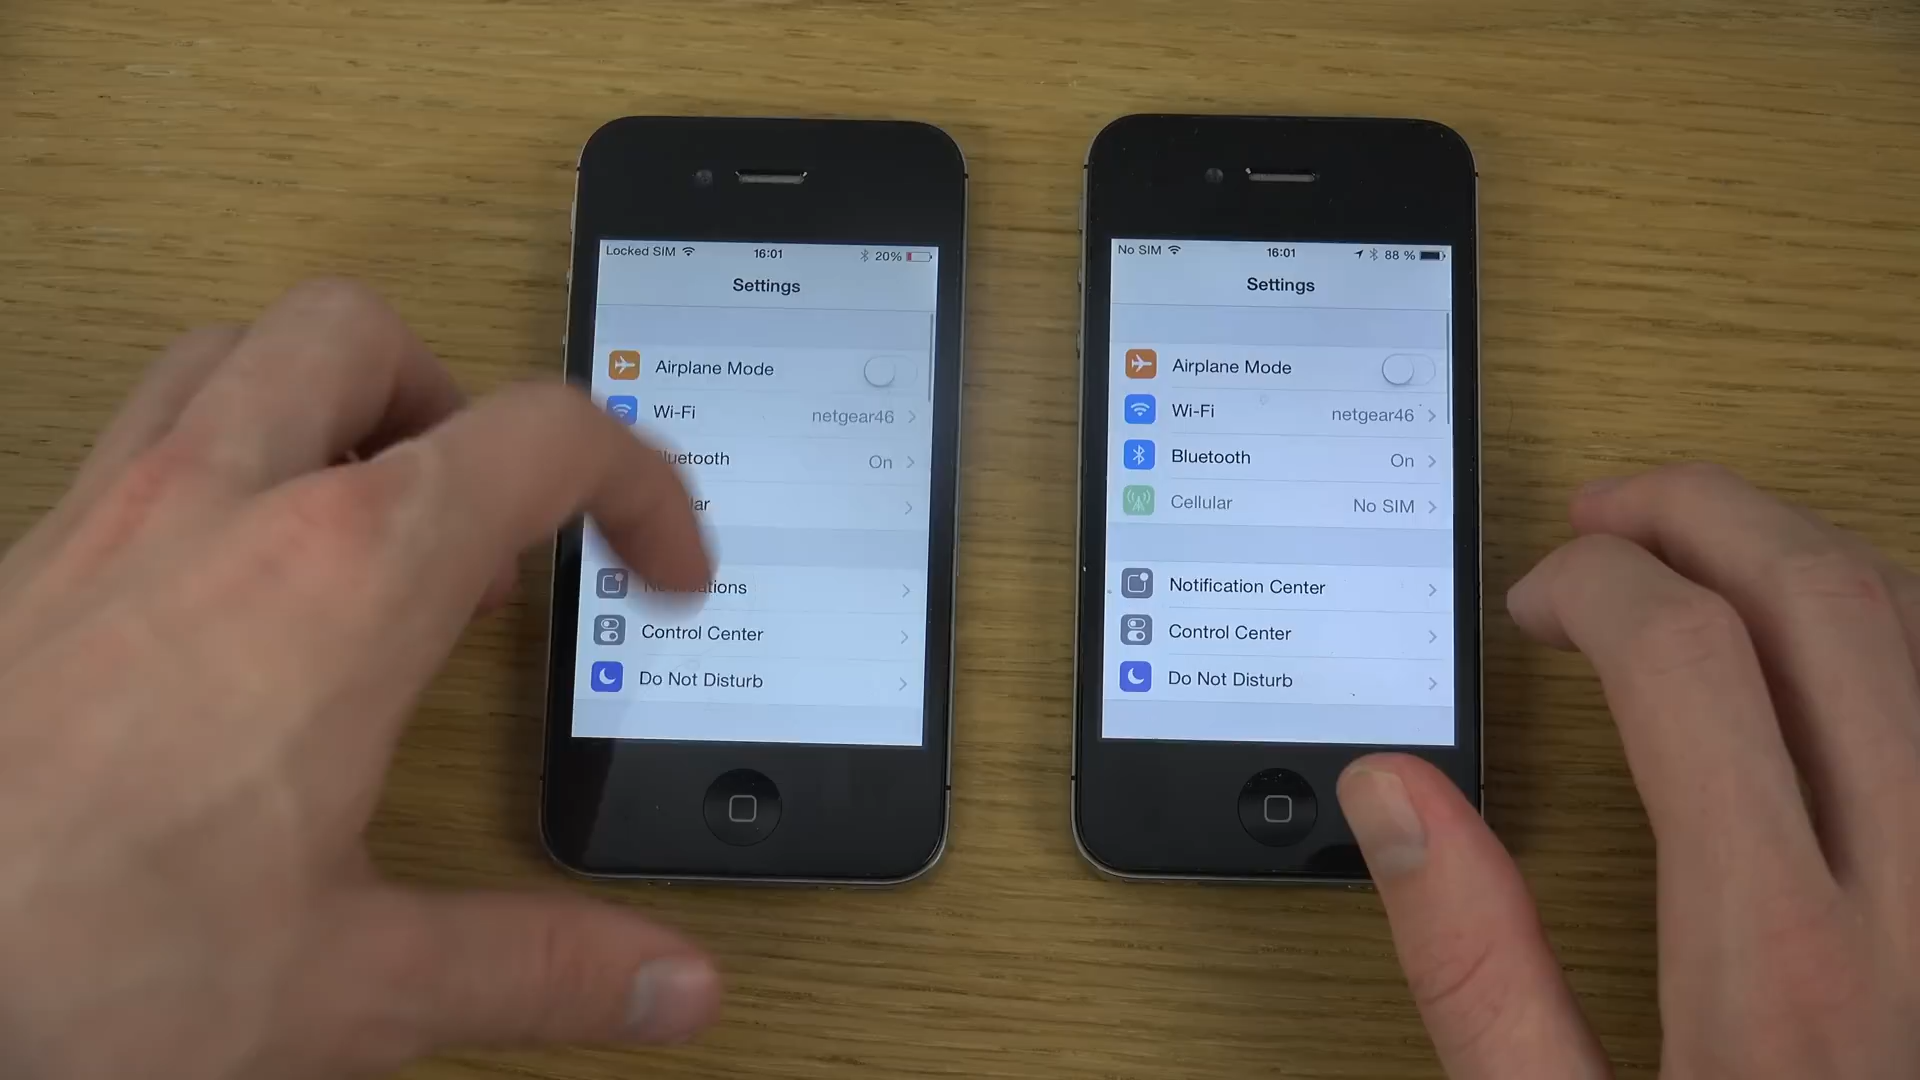 Locked SIM 16:01 20%
Settings
Airplane Mode
Wi-Fi netgear46
luetooth On
lar
Control Center
Do Not Disturb
No SIM 16:01 88 %
Settings
Airplane Mode
Wi-Fi netgear46
Bluetooth On
Cellular No SIM
Notification Center
Control Center
Do Not Disturb